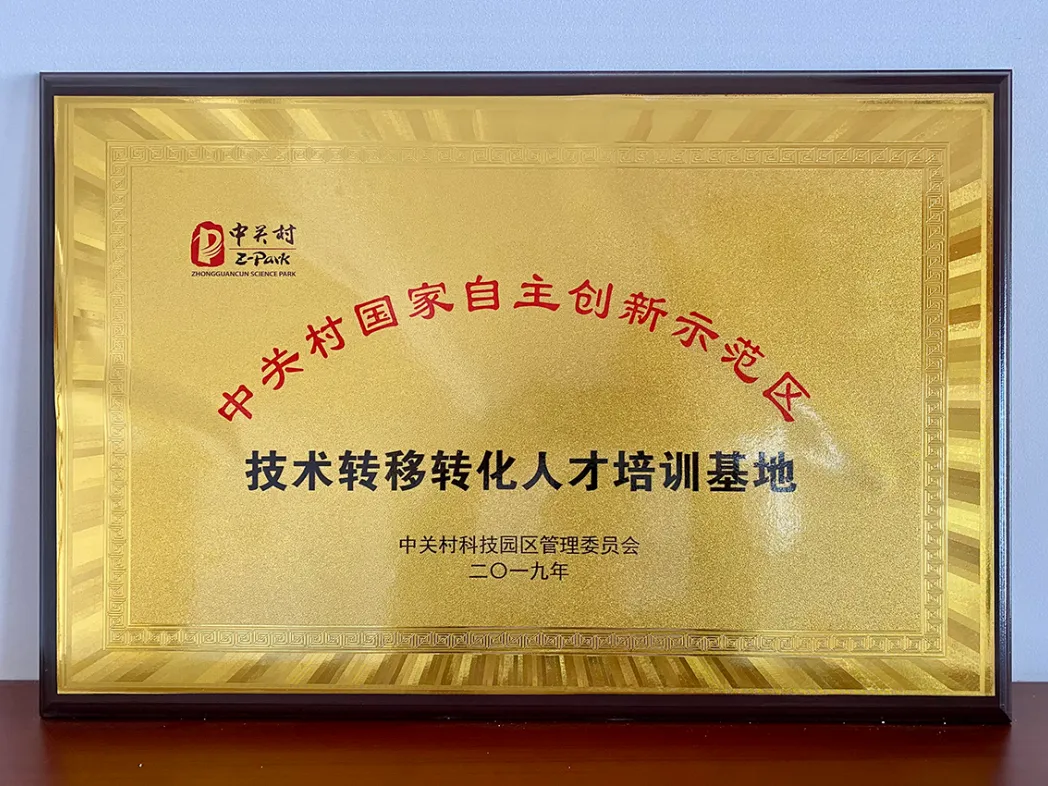 中关村
Z-Park
ZHONGGUANCUN SCIENCE PARK
中关村国家自主创新示范区
技术转移转化人才培训基地
中关村科技园区管理委员会
二〇一九年